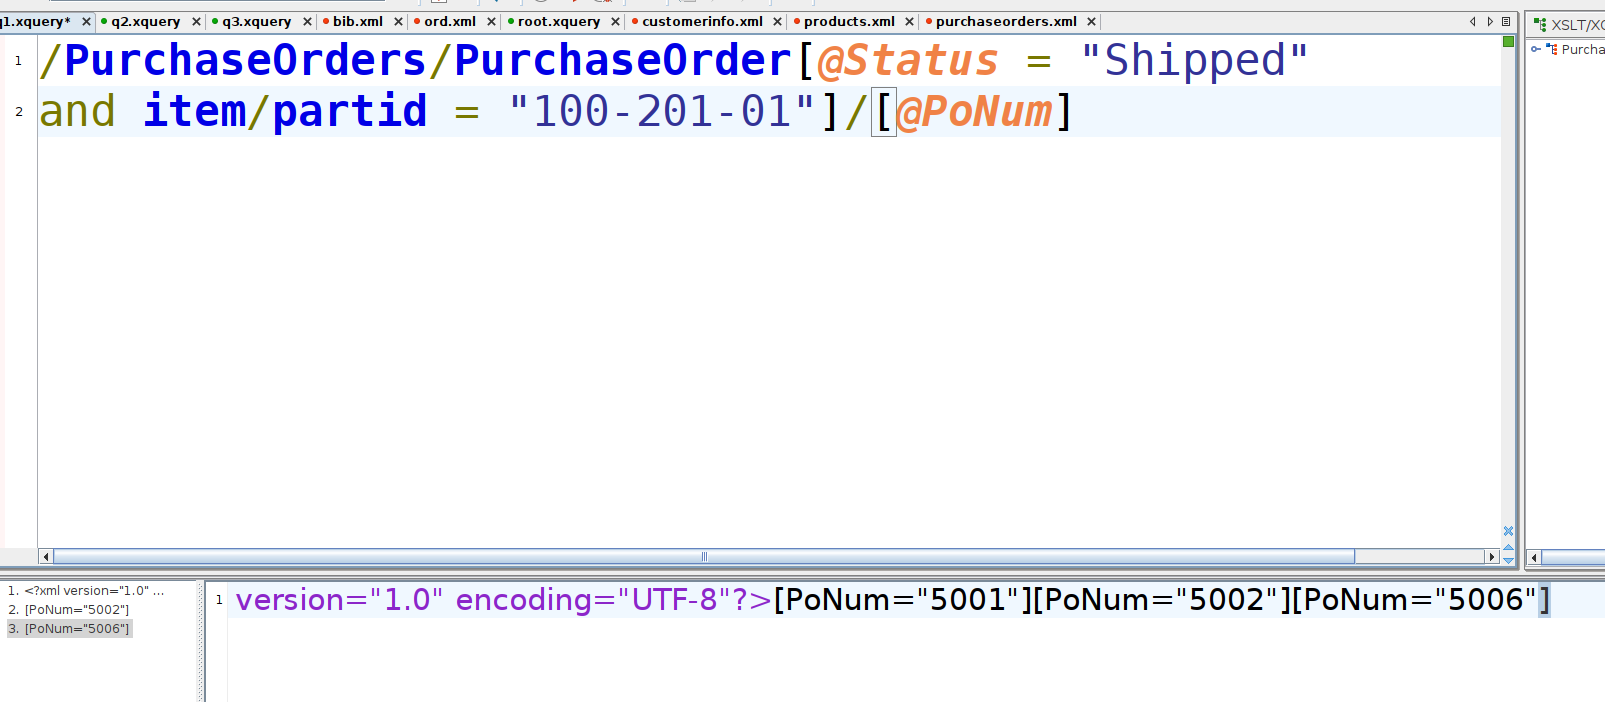 q1.xquery* q2.xquery q3.xquery bib.xml ord.xml root.xquery customerinfo.xml products.xml purchaseorders.xml
XSLT/XQ
1 /PurchaseOrders/PurchaseOrder[@Status = "Shipped"
2 and item/partid = "100-201-01"]/[@PoNum]
Purcha
1. <?xml version="1.0" ...
2. [PoNum="5002"]
3. [PoNum="5006"]
1 version="1.0" encoding="UTF-8"?>[PoNum="5001"][PoNum="5002"][PoNum="5006"]